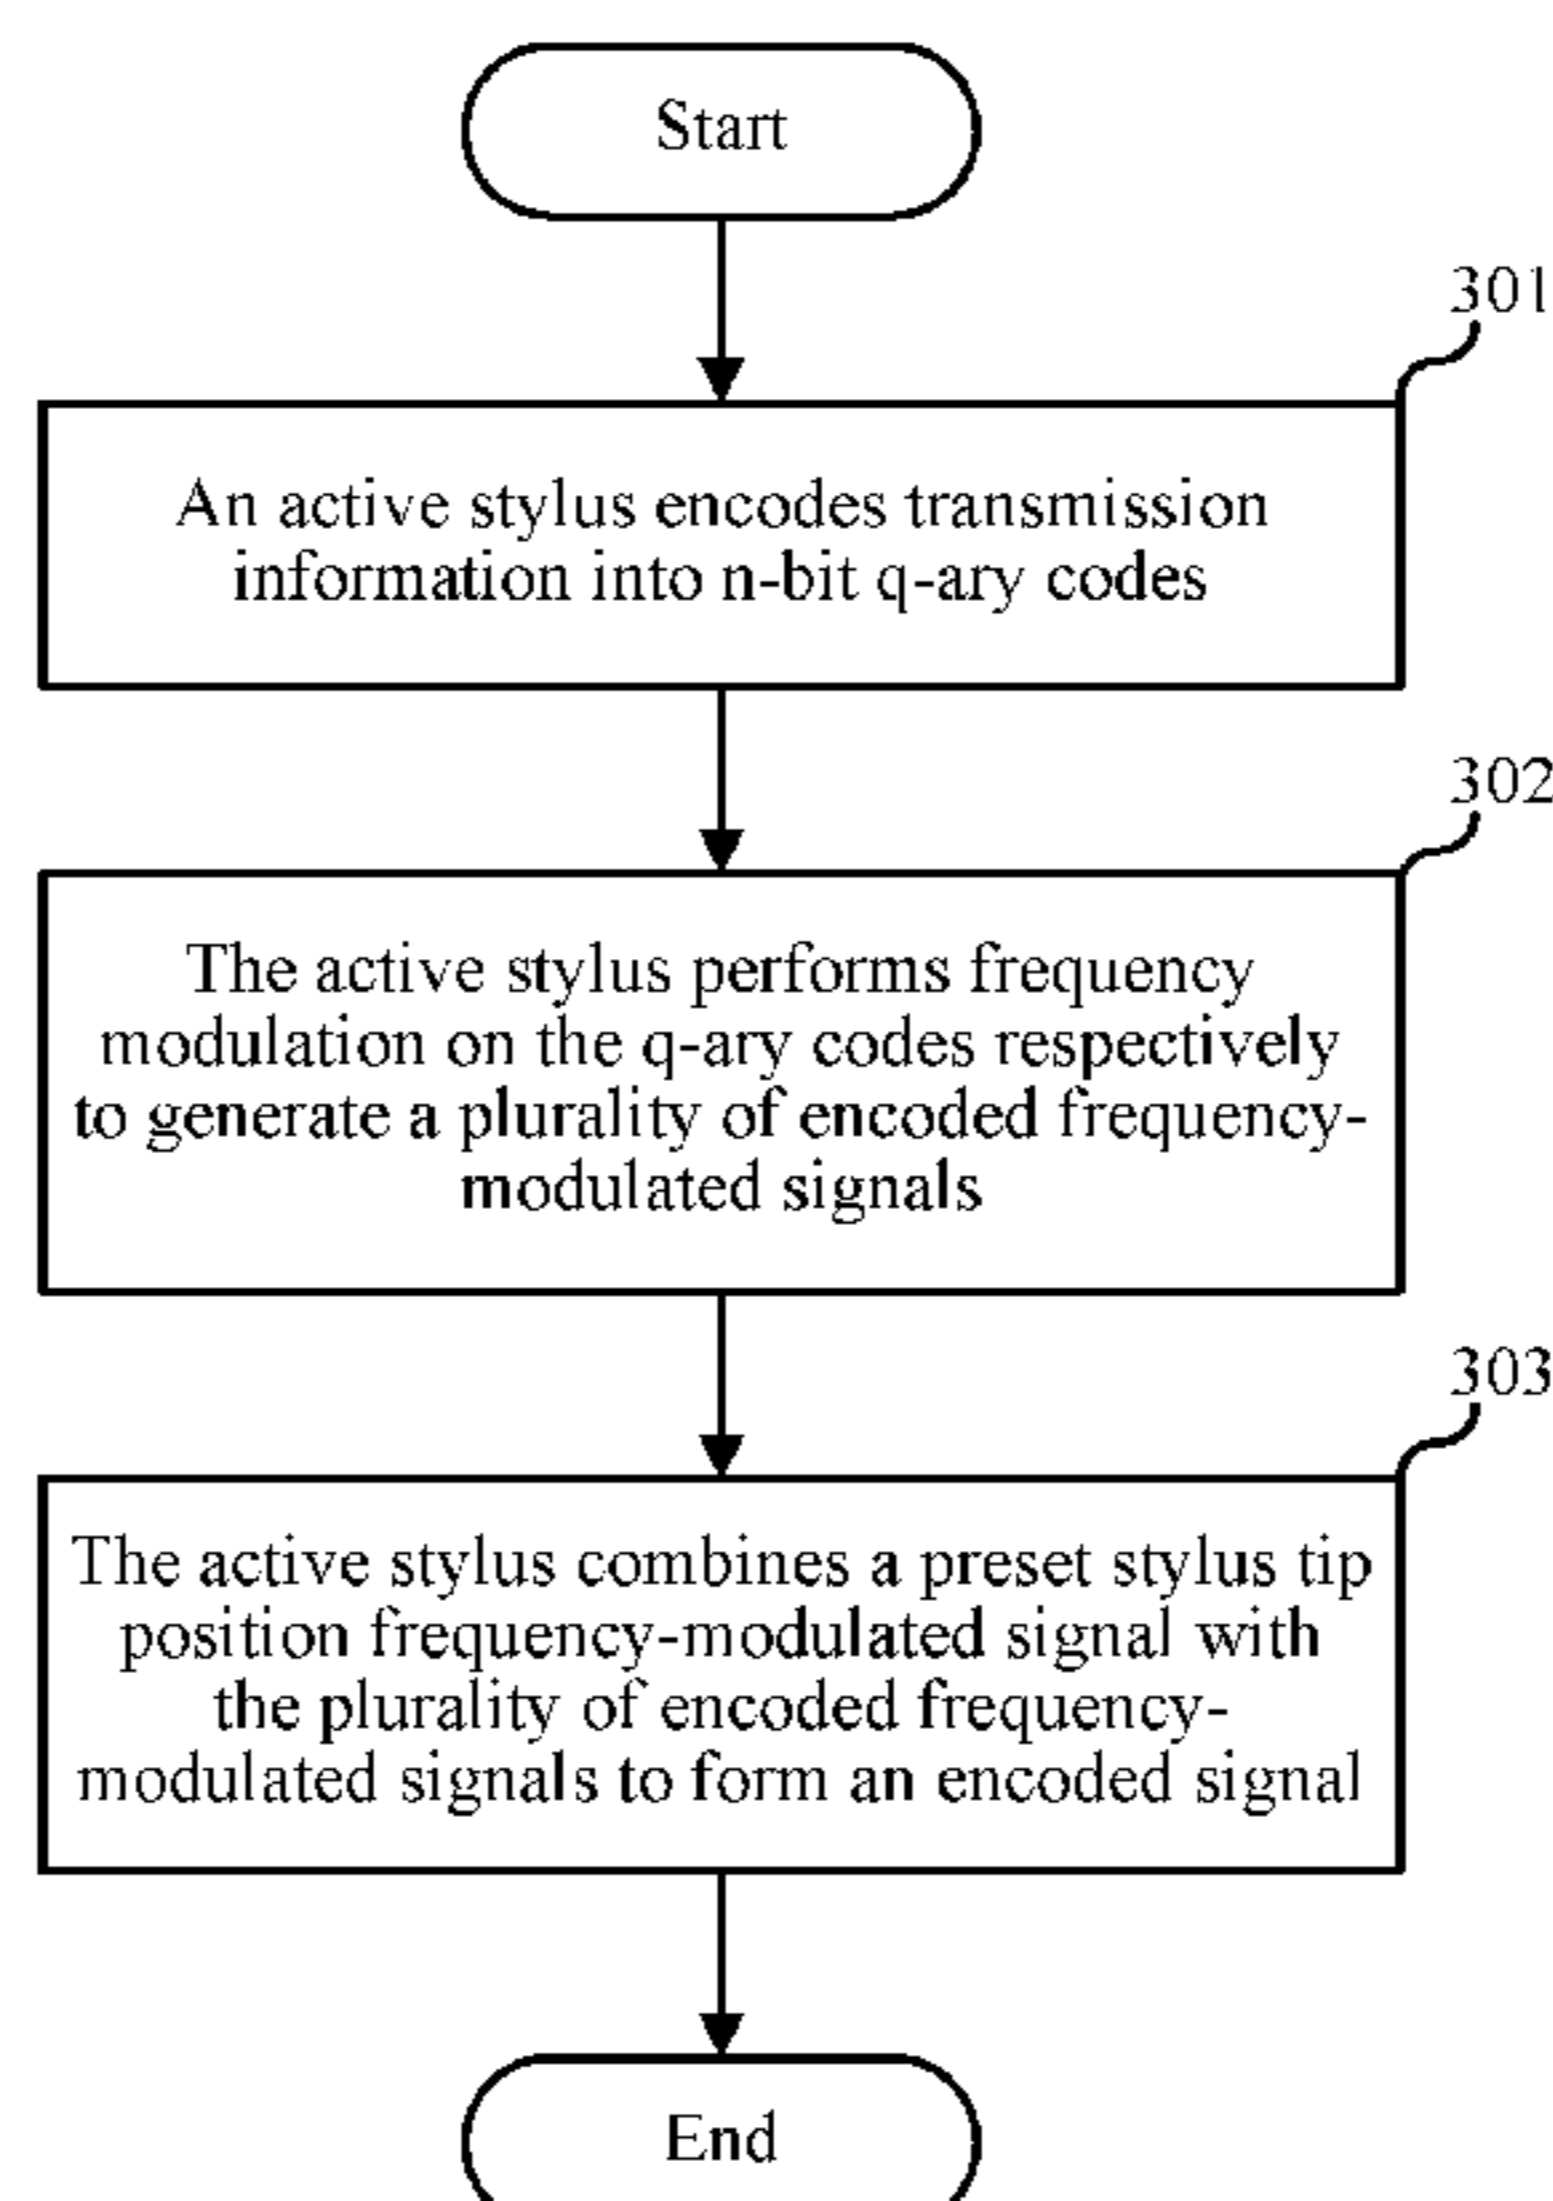 Start
301
An active stylus encodes transmission
information into n-bit q-ary codes
302
The active stylus performs frequency
modulation on the q-ary codes respectively
to generate a plurality of encoded frequency-
modulated signals
303
The active stylus combines a preset stylus tip
position frequency-modulated signal with
the plurality of encoded frequency-
modulated signals to form an encoded signal
End